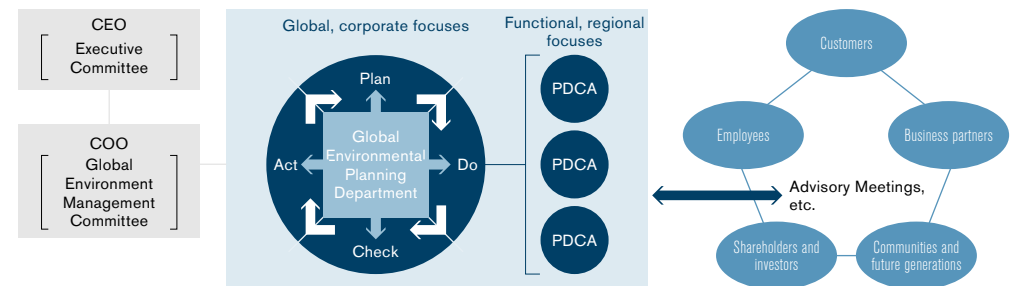 CEO
Executive
Committee
COO
Global
Environment
Management
Committee
Global, corporate focuses
Plan
Act
Global
Environmental
Planning
Department
Do
Check
Functional, regional
focuses
PDCA
PDCA
PDCA
Customers
Employees
Business partners
Advisory Meetings,
etc.
Shareholders and
investors
Communities and
future generations